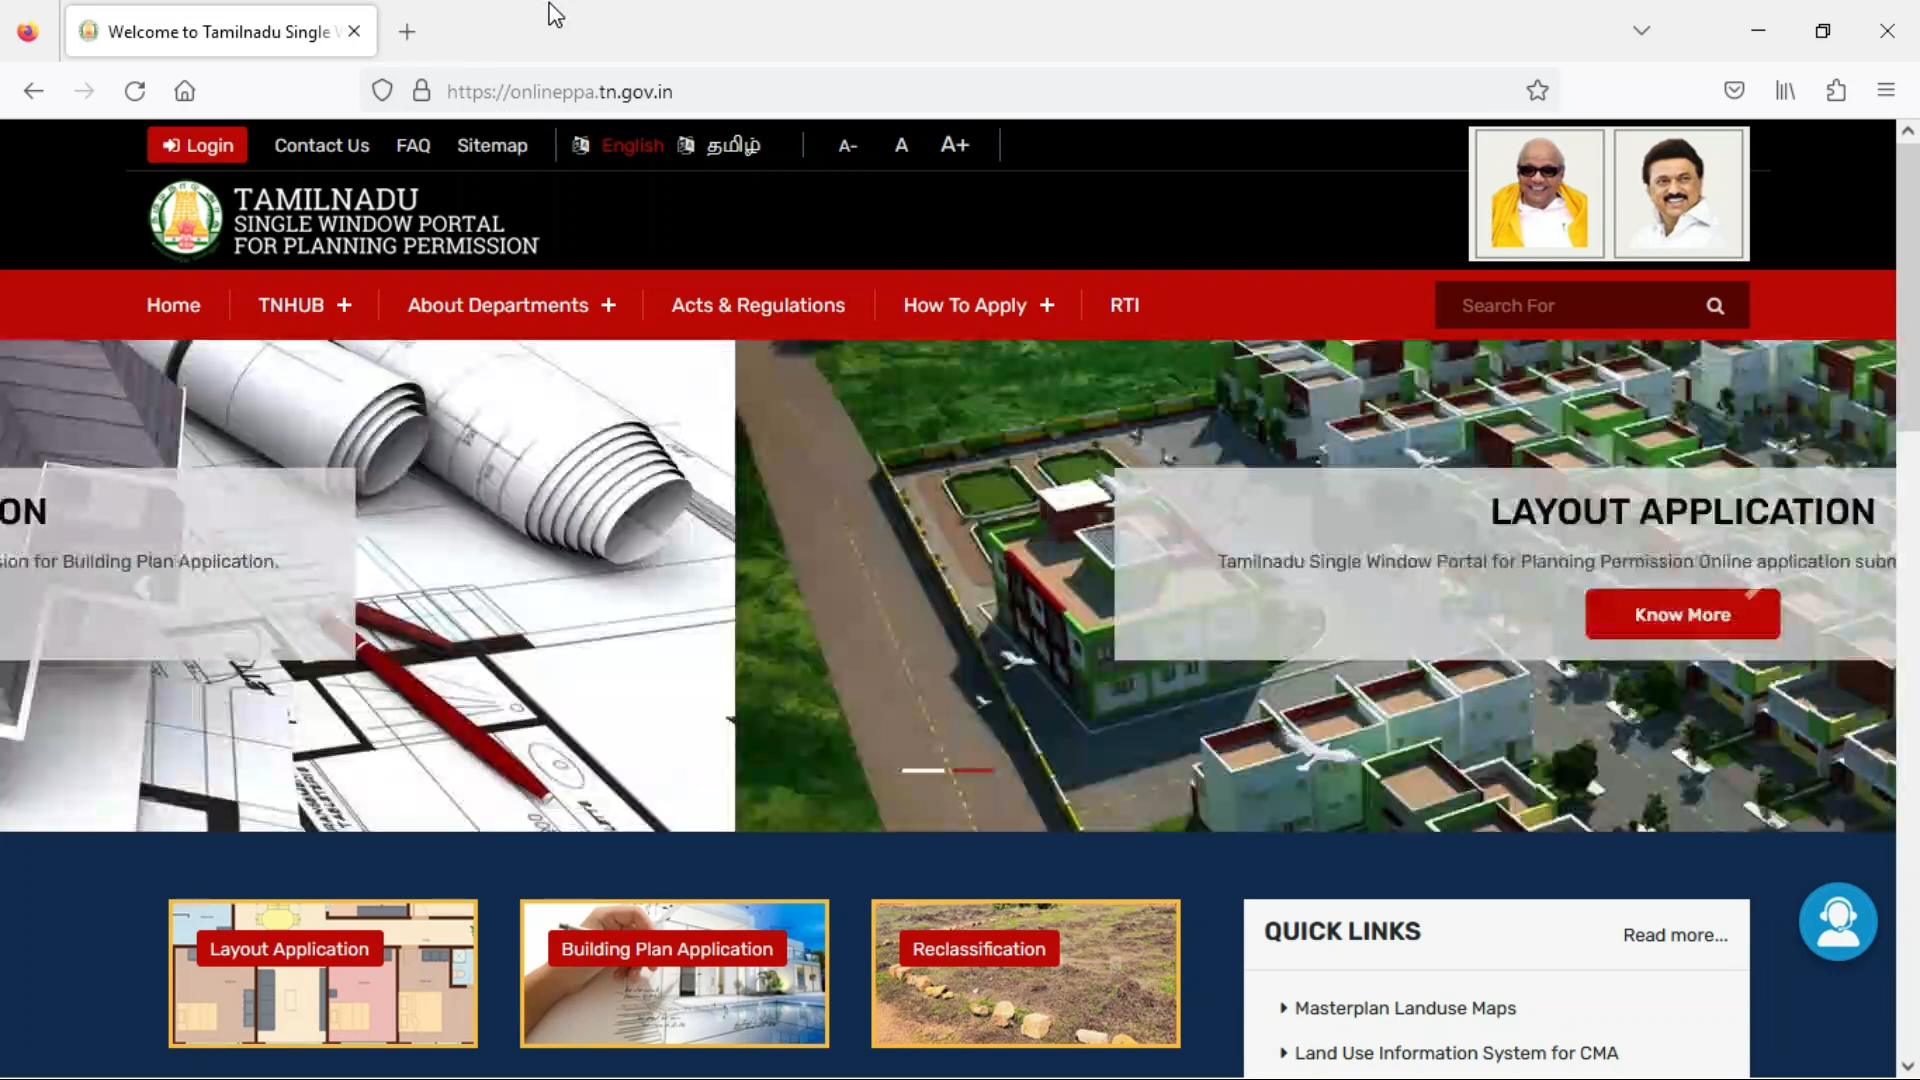 Welcome to Tamilnadu Single
https://onlineppa.tn.gov.in
Login Contact Us FAQ Sitemap English தமிழ் A- A A+
TAMILNADU
SINGLE WINDOW PORTAL
FOR PLANNING PERMISSION
Home TNHUB + About Departments + Acts & Regulations How To Apply + RTI Search For
ON
sion for Building Plan Application.
LAYOUT APPLICATION
Tamilnadu Single Window Portal for Planning Permission Online application
Know More
Layout Application
Building Plan Application
Reclassification
QUICK LINKS
Read more...
Masterplan Landuse Maps
Land Use Information System for CMA